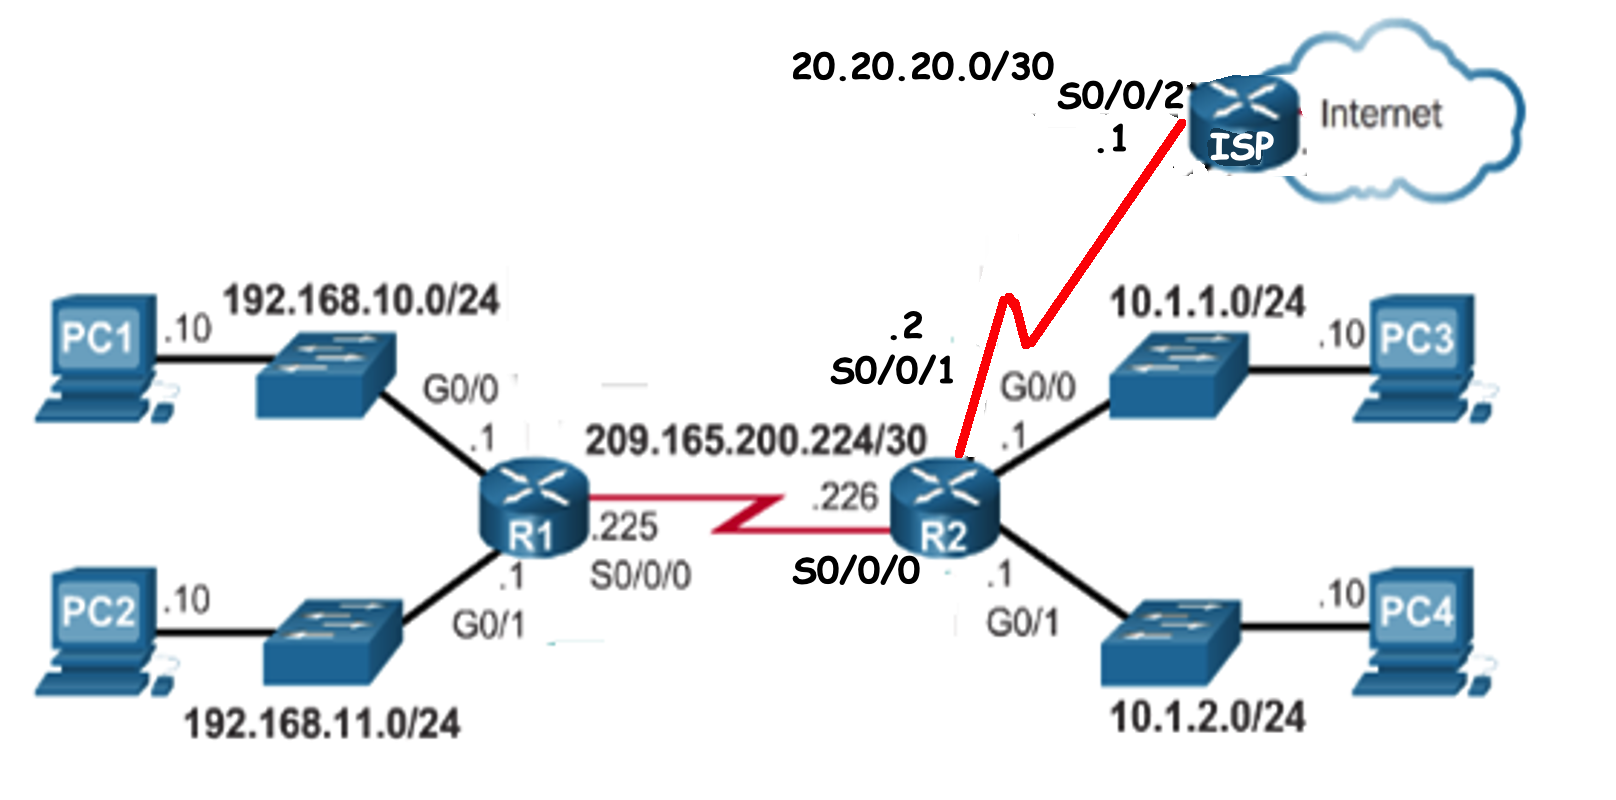 20.20.20.0/30
S0/0/2
.1
ISP
Internet
192.168.10.0/24
PC1
.10
G0/0
.1
.2
S0/0/1
10.1.1.0/24
.10
PC3
G0/0
.1
209.165.200.224/30
.226
R1
.225
S0/0/0
R2
S0/0/0
.1
G0/1
.1
G0/1
PC2
.10
192.168.11.0/24
.10
PC4
10.1.2.0/24